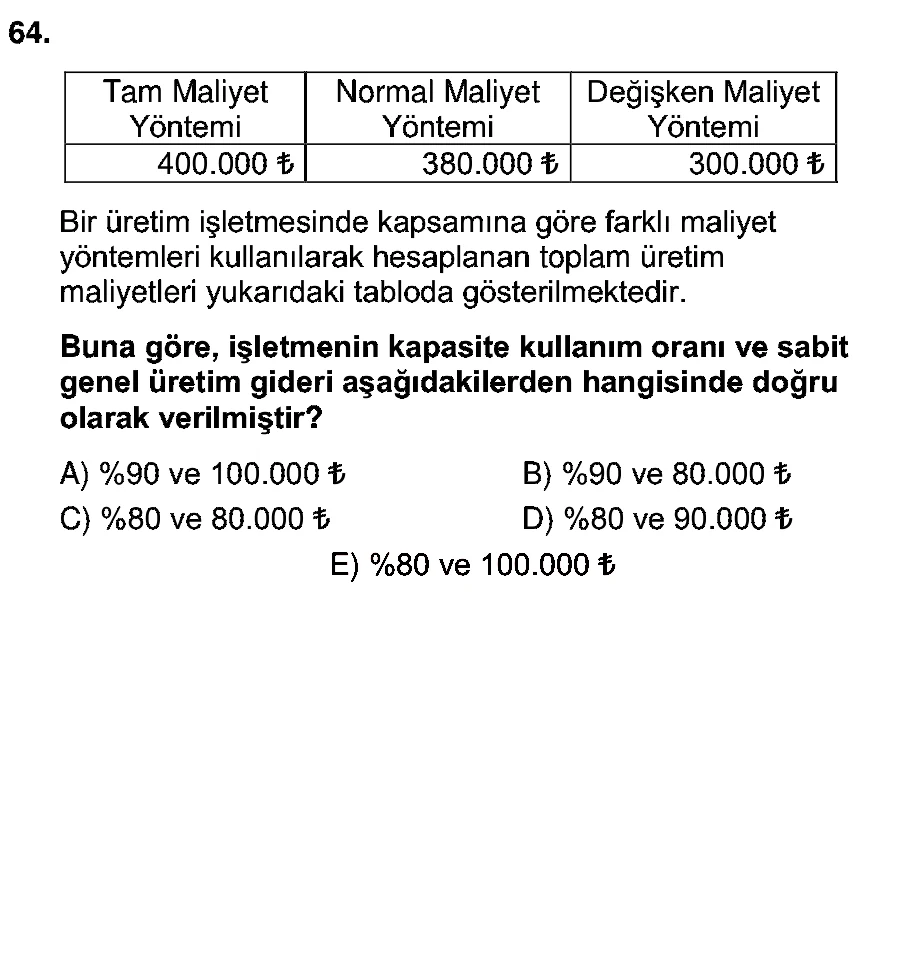 64.
Tam Maliyet Yöntemi Normal Maliyet Yöntemi Değişken Maliyet Yöntemi
400.000 ₺ 380.000 ₺ 300.000 ₺
Bir üretim işletmesinde kapsamına göre farklı maliyet
yöntemleri kullanılarak hesaplanan toplam üretim
maliyetleri yukarıdaki tabloda gösterilmektedir.
Buna göre, işletmenin kapasite kullanım oranı ve sabit
genel üretim gideri aşağıdakilerden hangisinde doğru
olarak verilmiştir?
A) %90 ve 100.000 ₺ B) %90 ve 80.000 ₺
C) %80 ve 80.000 ₺ D) %80 ve 90.000 ₺
E) %80 ve 100.000 ₺